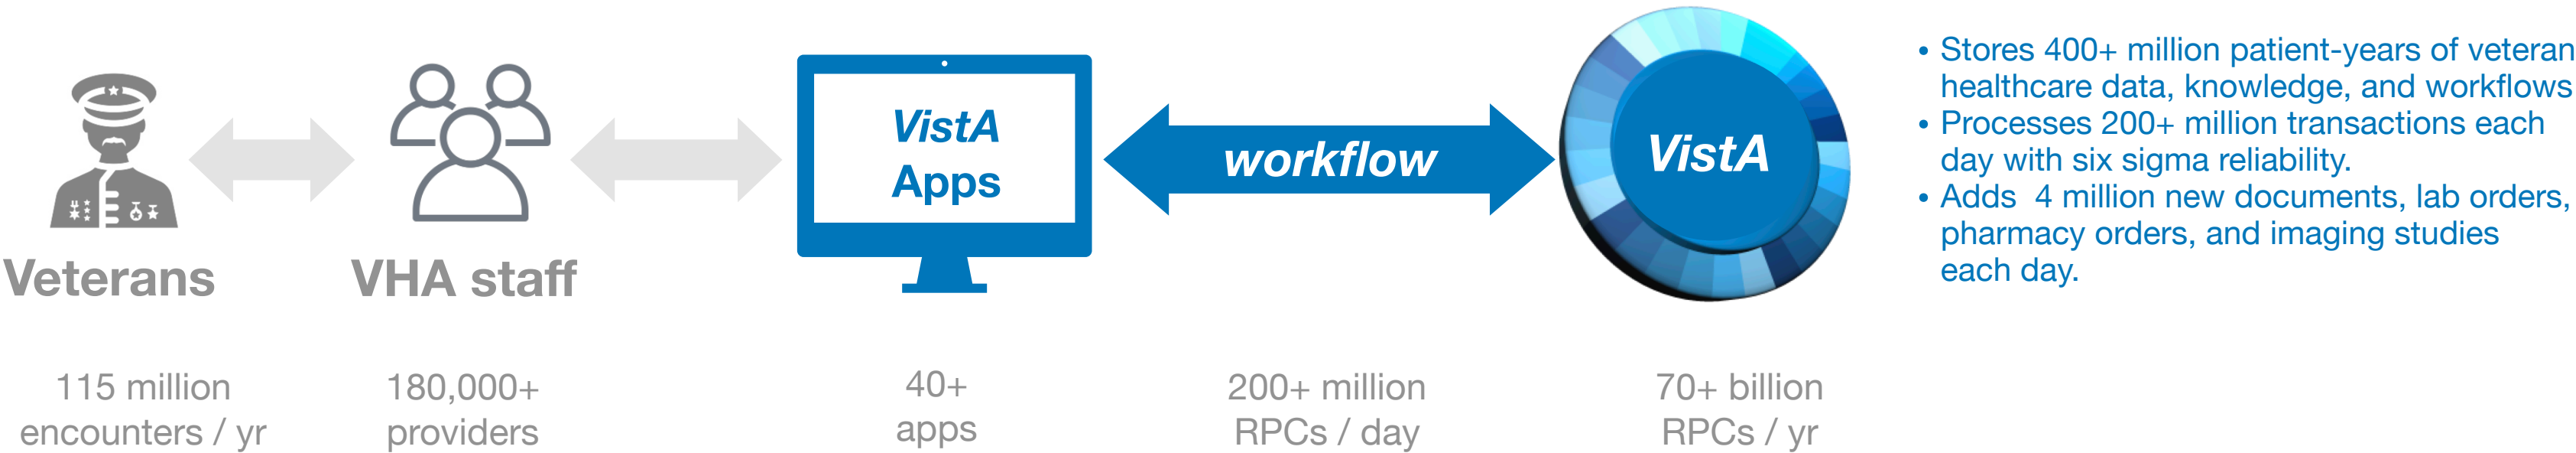 Veterans
115 million
encounters / yr
VHA staff
180,000+
providers
VistA
Apps
40+
apps
workflow
200+ million
RPCs / day
VistA
70+ billion
RPCs / yr
• Stores 400+ million patient-years of veteran
healthcare data, knowledge, and workflows
• Processes 200+ million transactions each
day with six sigma reliability.
• Adds  4 million new documents, lab orders,
pharmacy orders, and imaging studies
each day.